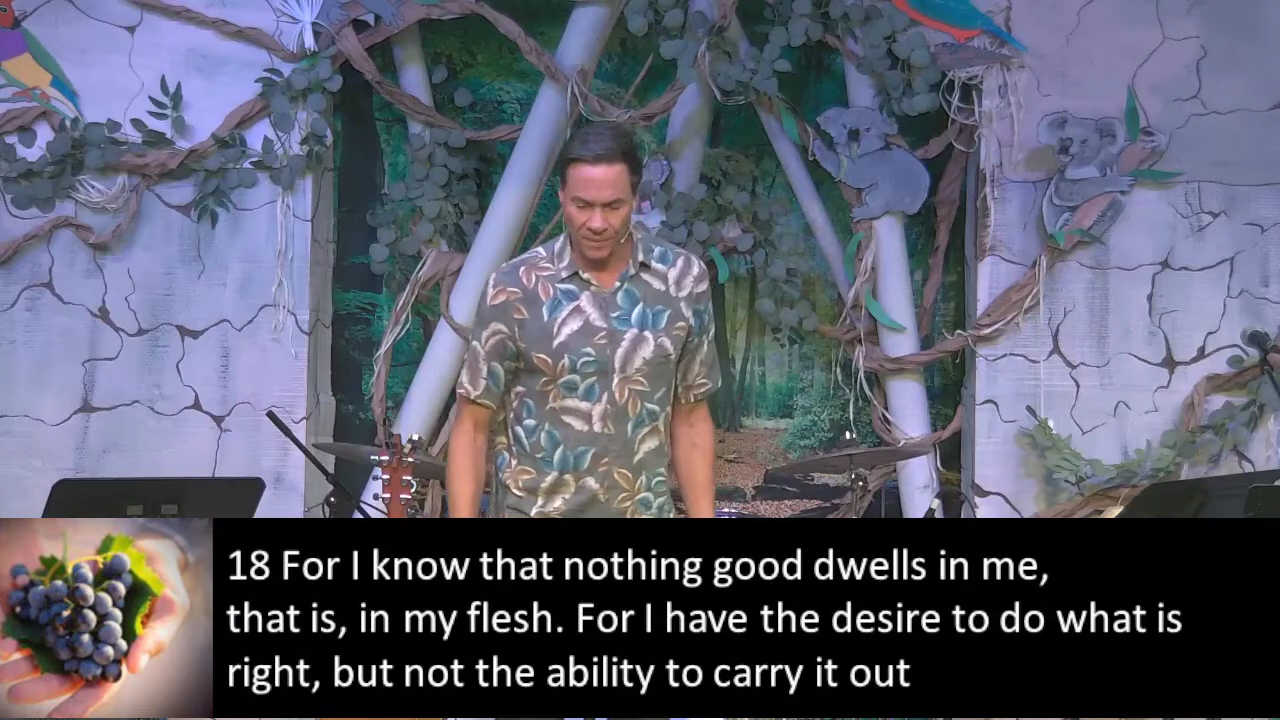 18 For I know that nothing good dwells in me,
that is, in my flesh. For I have the desire to do what is
right, but not the ability to carry it out